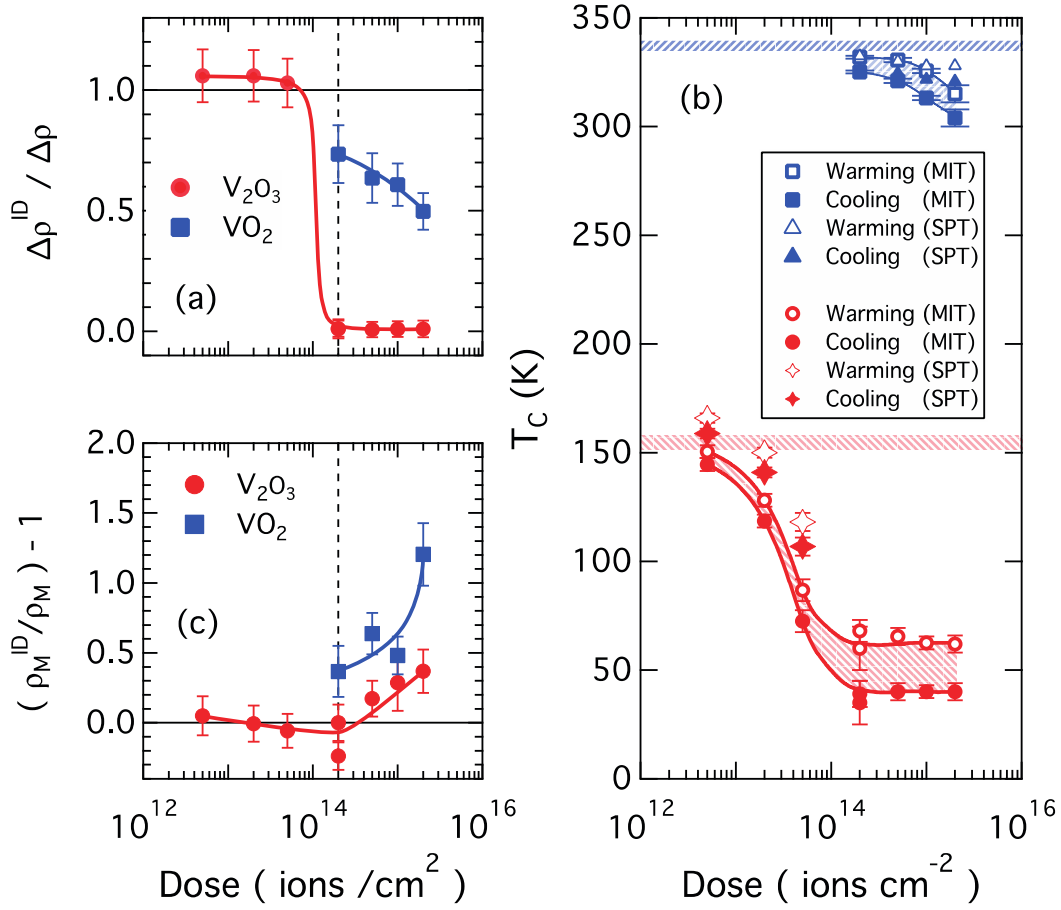 Δρ^ID / Δρ
1.0
0.5
0.0
V₂O₃
VO₂
(a)
( ρ_M^ID/ρ_M ) - 1
2.0
1.5
1.0
0.5
0.0
V₂O₃
VO₂
(c)
10^12
10^14
10^16
Dose ( ions /cm^2 )
T_C (K)
350
300
250
200
150
100
50
0
(b)
Warming (MIT)
Cooling (MIT)
Warming (SPT)
Cooling (SPT)
Warming (MIT)
Cooling (MIT)
Warming (SPT)
Cooling (SPT)
10^12
10^14
10^16
Dose ( ions cm^-2 )